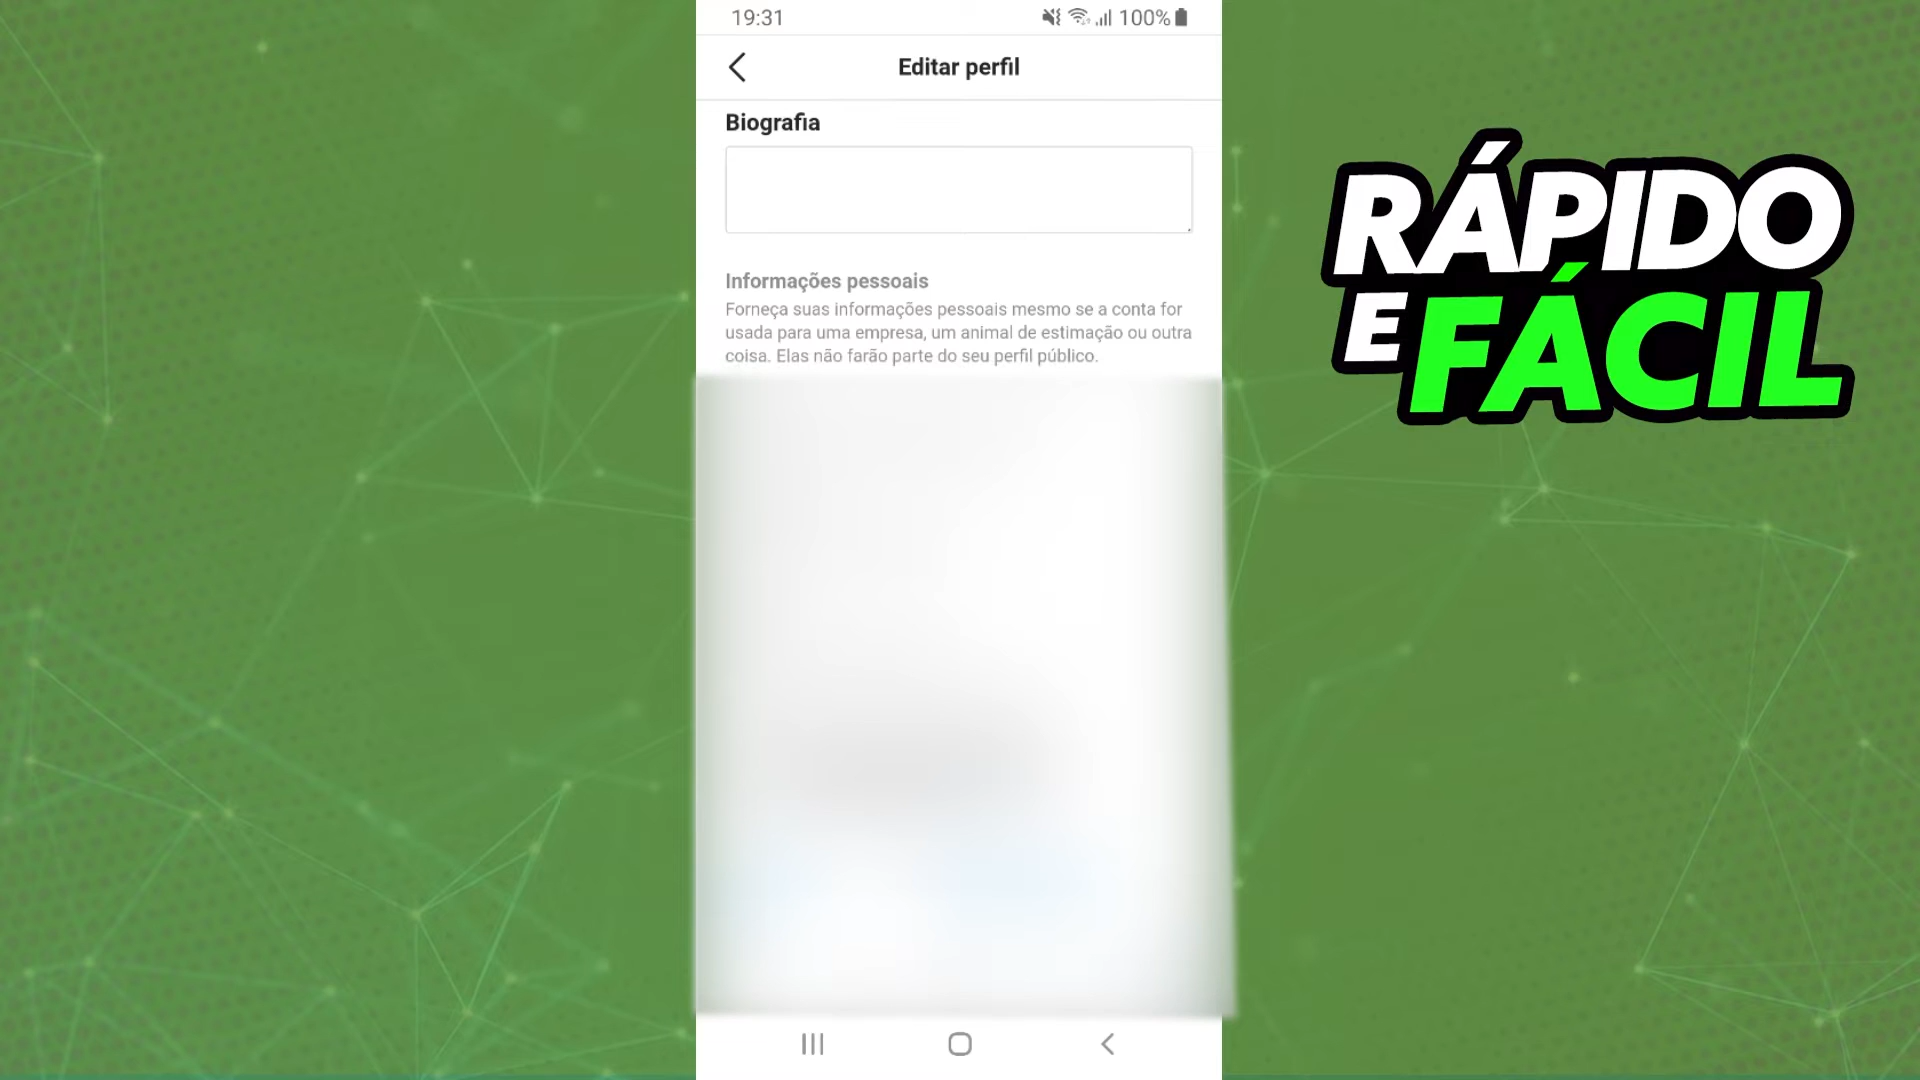 19:31
100%
Editar perfil
Biografia
Informações pessoais
Forneça suas informações pessoais mesmo se a conta for
usada para uma empresa, um animal de estimação ou outra
coisa. Elas não farão parte do seu perfil público.
RÁPIDO
E FÁCIL